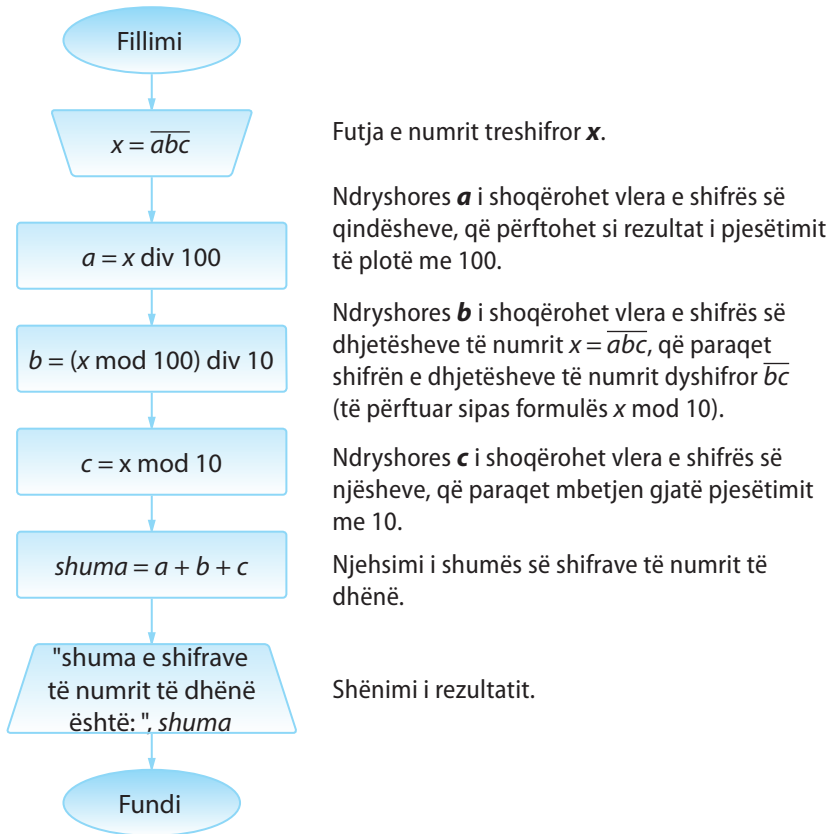 Fillimi
x = abc
Futja e numrit treshifror x.
a = x div 100
Ndryshores a i shoqërohet vlera e shifrës së
qindësheve, që përftohet si rezultat i pjesëtimit
të plotë me 100.
b = (x mod 100) div 10
Ndryshores b i shoqërohet vlera e shifrës së
dhjetësheve të numrit x = a͞b͞c͞, që paraqet
shifrën e dhjetësheve të numrit dyshifror b͞c͞
(të përftuar sipas formulës x mod 10).
c = x mod 10
Ndryshores c i shoqërohet vlera e shifrës së
njësheve, që paraqet mbetjen gjatë pjesëtimit
me 10.
shuma = a + b + c
Njehsimi i shumës së shifrave të numrit të
dhënë.
"shuma e shifrave
të numrit të dhënë
është: ", shuma
Shënimi i rezultatit.
Fundi